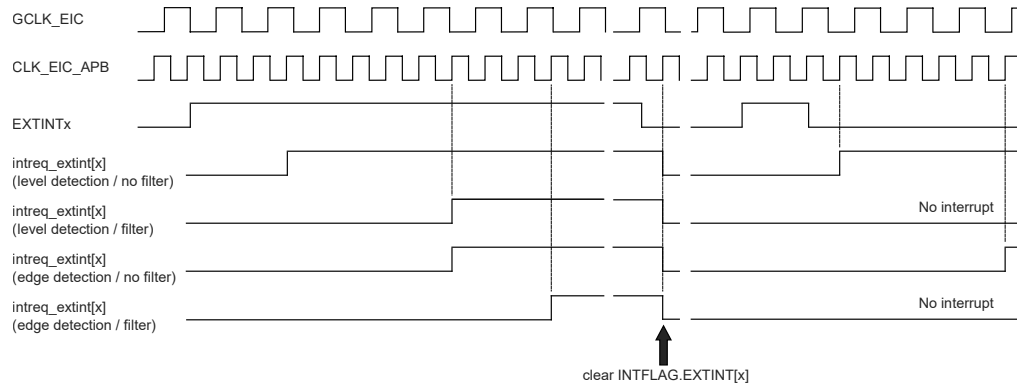 GCLK_EIC
CLK_EIC_APB
EXTINTx
intreq_extint[x]
(level detection / no filter)
intreq_extint[x]
(level detection / filter)
No interrupt
intreq_extint[x]
(edge detection / no filter)
intreq_extint[x]
(edge detection / filter)
No interrupt
clear INTFLAG.EXTINT[x]